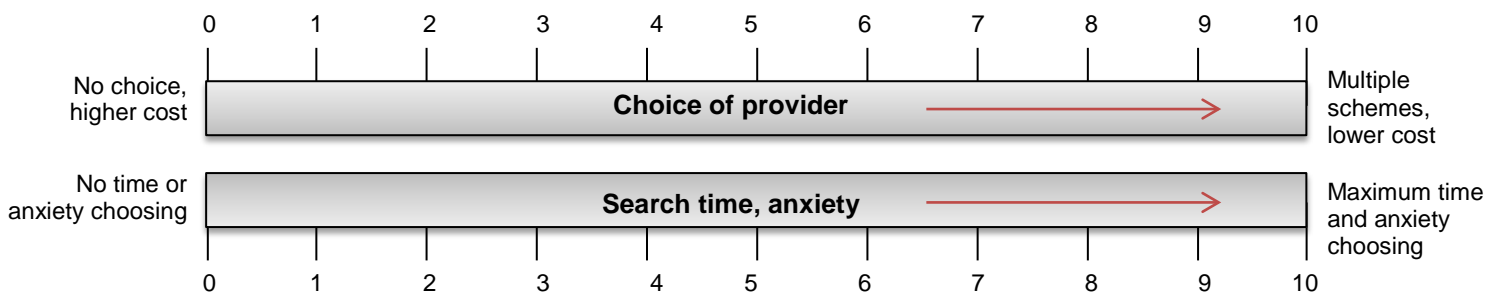 0 1 2 3 4 5 6 7 8 9 10
No choice,
higher cost
Choice of provider
Multiple
schemes,
lower cost
No time or
anxiety choosing
Search time, anxiety
Maximum time
and anxiety
choosing
0 1 2 3 4 5 6 7 8 9 10